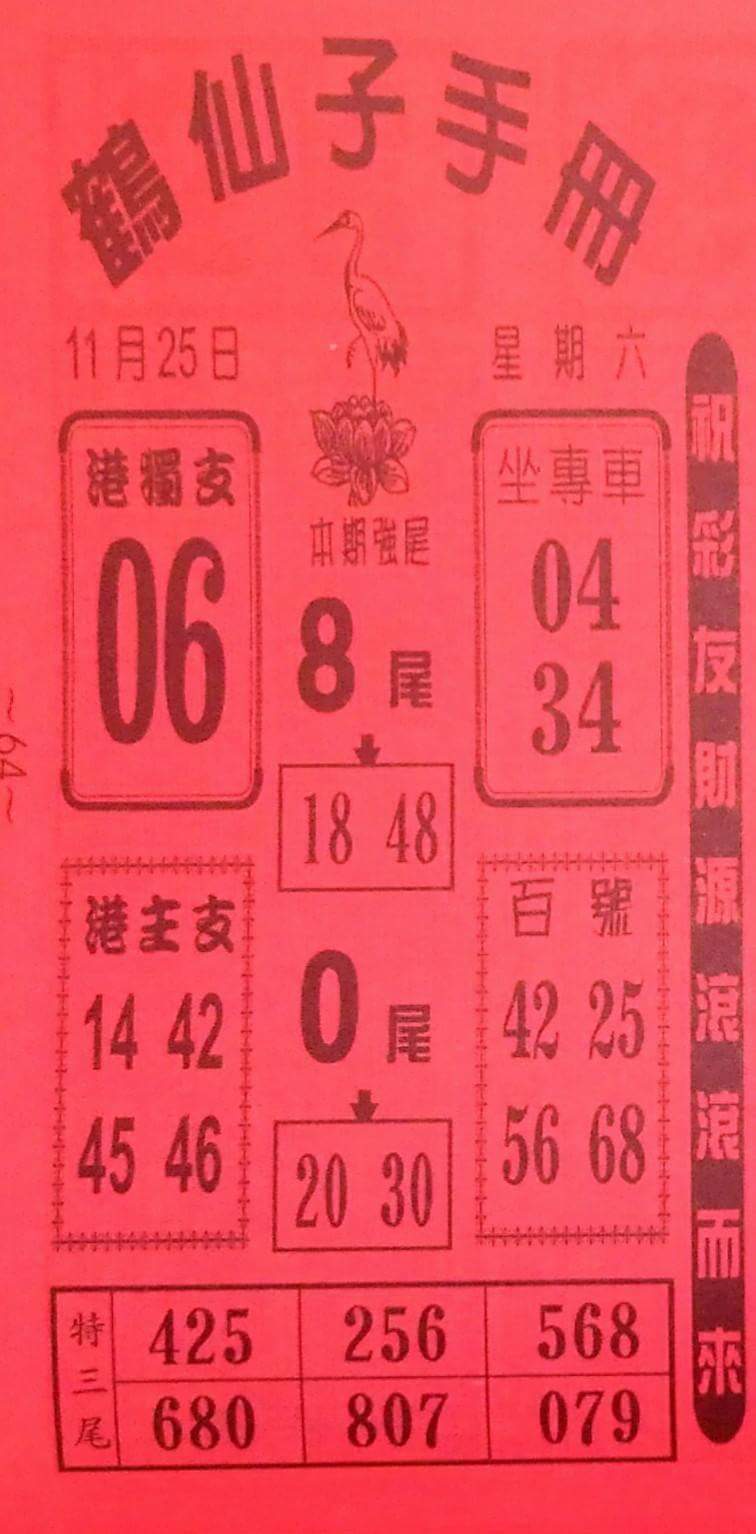 鶴仙子手冊
11月25日
星期六
港獨支
06
本期強尾
8尾
18 48
坐專車
04
34
港主支
14 42
45 46
0尾
20 30
百號
42 25
56 68
特三尾
425 256 568
680 807 079
祝彩友財源滾滾而來
~64~